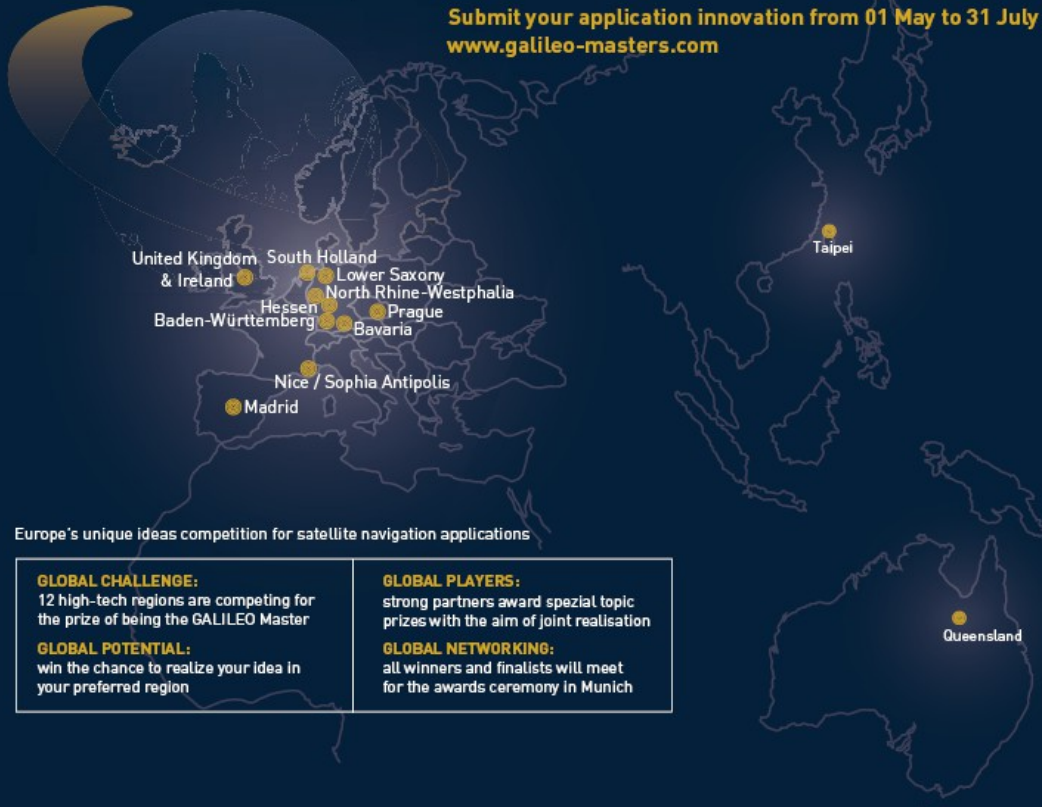 Submit your application innovation from 01 May to 31 July
www.galileo-masters.com
Taipei
United Kingdom
& Ireland
South Holland
Lower Saxony
North Rhine-Westphalia
Hessen
Prague
Baden-Württemberg
Bavaria
Nice / Sophia Antipolis
Madrid
Europe's unique ideas competition for satellite navigation applications
GLOBAL CHALLENGE:
12 high-tech regions are competing for
the prize of being the GALILEO Master
GLOBAL POTENTIAL:
win the chance to realize your idea in
your preferred region
GLOBAL PLAYERS:
strong partners award spezial topic
prizes with the aim of joint realisation
GLOBAL NETWORKING:
all winners and finalists will meet
for the awards ceremony in Munich
Queensland